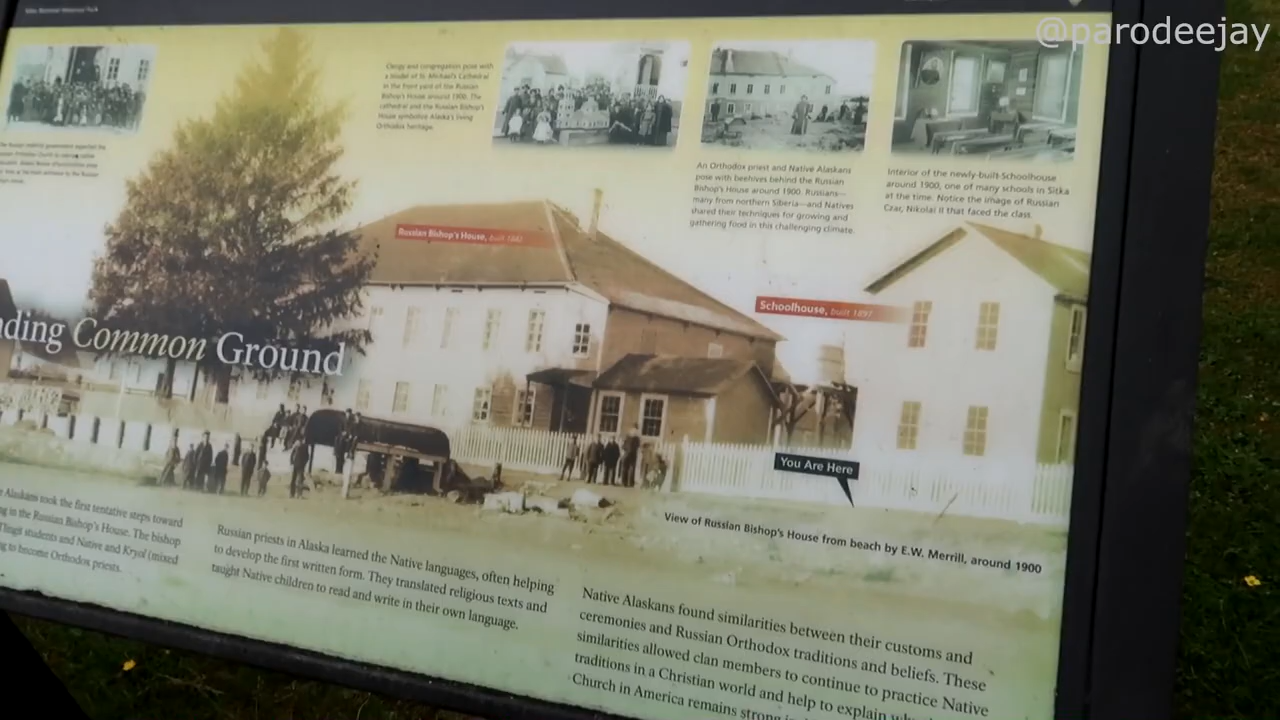 @parodeejay
Clergy and congregation pose with
a model of St. Michael's Cathedral
in the front yard of the Russian
Bishop's House around 1900. The
cathedral and the Russian Bishop's
House symbolize Alaska's living
Orthodox heritage.
An Orthodox priest and Native Alaskans
pose with beehives behind the Russian
Bishop's House around 1900. Russians—
many from northern Siberia—and Natives
shared their techniques for growing and
gathering food in this challenging climate.
Interior of the newly-built-Schoolhouse
around 1900, one of many schools in Sitka
at the time. Notice the image of Russian
Czar, Nikolai II that faced the class.
Russian Bishop's House, built 1842
Schoolhouse, built 1897
nding Common Ground
You Are Here
View of Russian Bishop's House from beach by E.W. Merrill, around 1900
Alaskans took the first tentative steps toward
in the Russian Bishop's House. The bishop
Tlingit students and Native and Kryol (mixed
to become Orthodox priests.
Russian priests in Alaska learned the Native languages, often helping
to develop the first written form. They translated religious texts and
taught Native children to read and write in their own language.
Native Alaskans found similarities between their customs and
ceremonies and Russian Orthodox traditions and beliefs. These
similarities allowed clan members to continue to practice Native
traditions in a Christian world and help to explain
Church in America remains strong